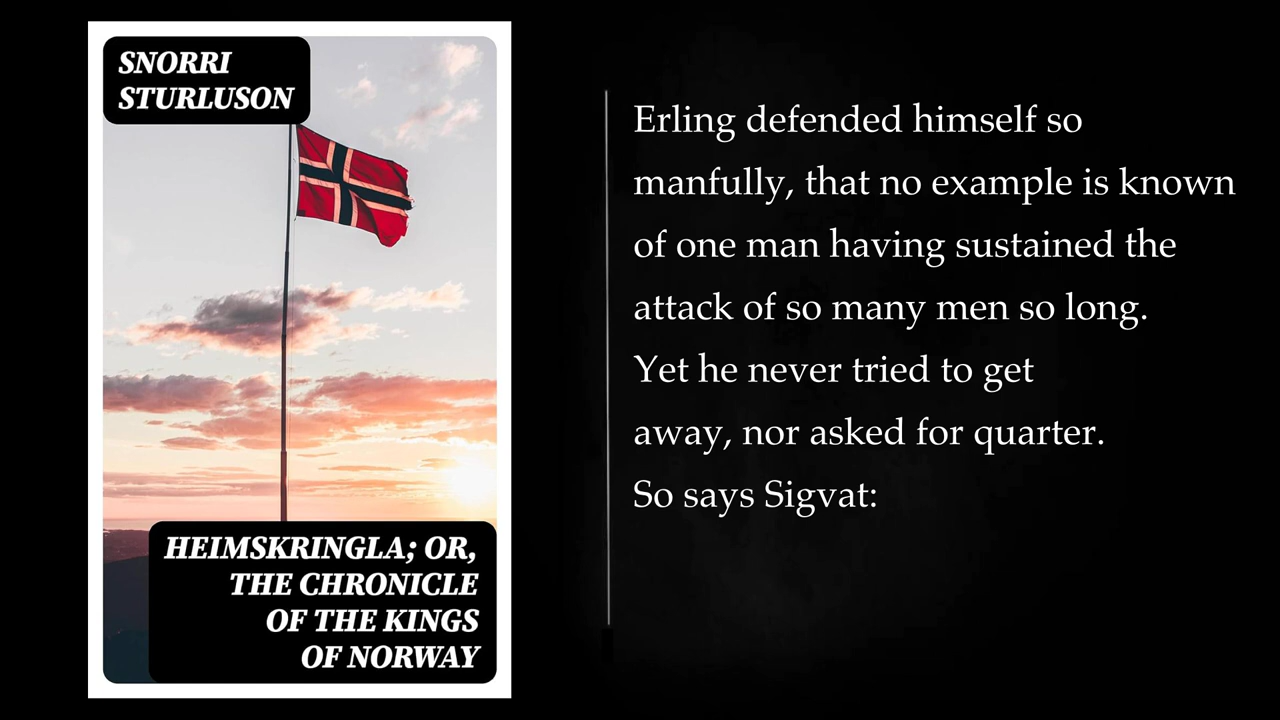 SNORRI
STURLUSON
HEIMSKRINGLA; OR,
THE CHRONICLE
OF THE KINGS
OF NORWAY
Erling defended himself so
manfully, that no example is known
of one man having sustained the
attack of so many men so long.
Yet he never tried to get
away, nor asked for quarter.
So says Sigvat: